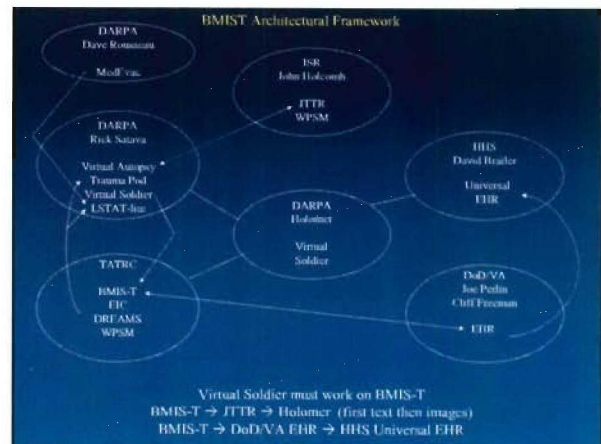 BMIST Architectural Framework
DARPA
Dave Rousseau
MedEvac
ISR
John Holcomb
JTTR
WPSM
DARPA
Rick Satava
Virtual Autopsy
Trauma Pod
Virtual Soldier
LSTAT-lite
HHS
David Brailer
Universal
EHR
DARPA
Holomer
Virtual
Soldier
TATRC
BMIS-T
EIC
DREAMS
WPSM
DoD/VA
Joe Petlin
Cliff Freeman
EHR
Virtual Soldier must work on BMIS-T
BMIS-T → JTTR → Holomer (first text then images)
BMIS-T → DoD/VA EHR → HHS Universal EHR